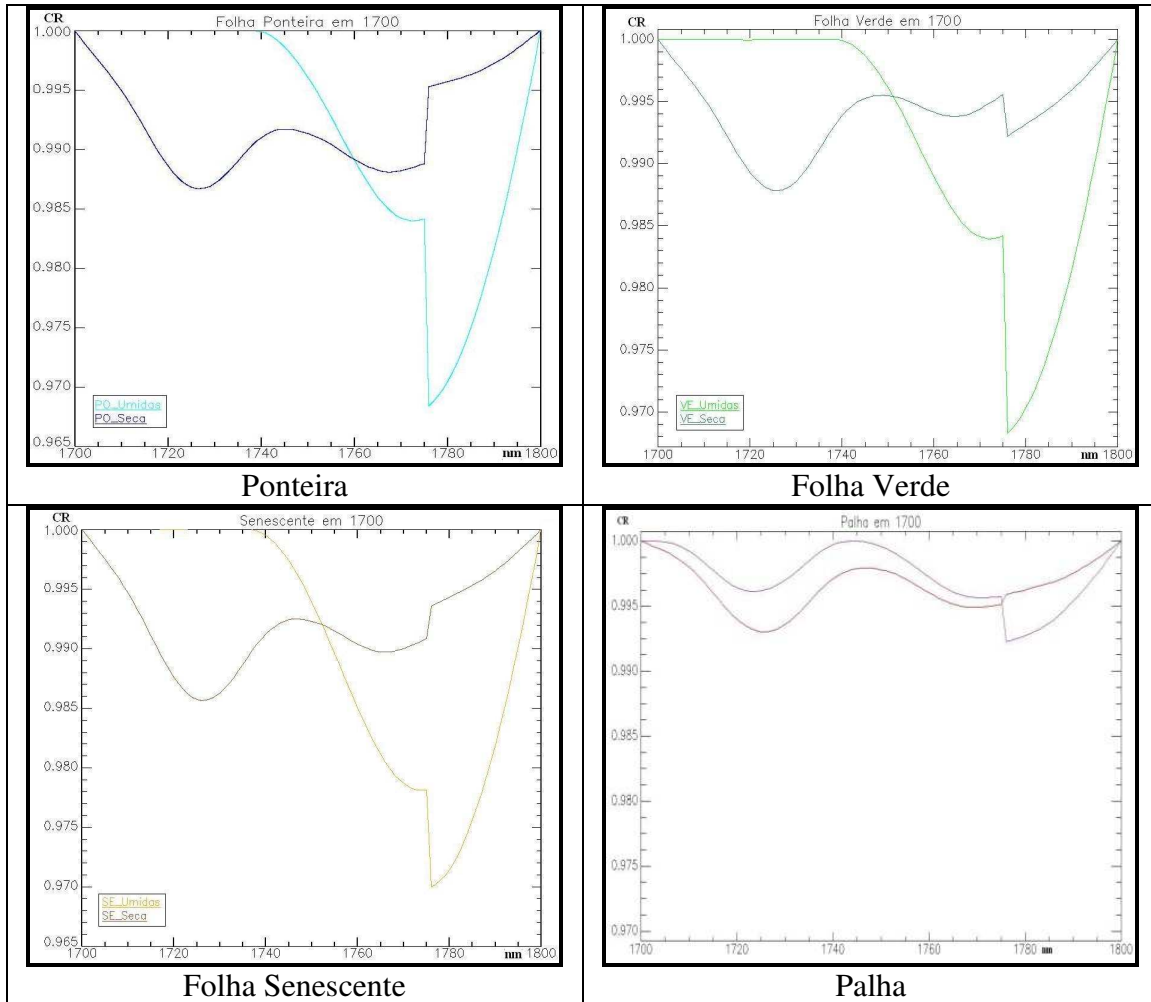 CR
Folha Ponteira em 1700
1.000
0.995
0.990
0.985
0.980
0.975
0.970
0.965
PO_Umidas
PO_Seca
1700
1720
1740
1760
1780
nm
1800
Ponteira
CR
Folha Verde em 1700
1.000
0.995
0.990
0.985
0.980
0.975
0.970
VE_Umidas
VE_Seca
1700
1720
1740
1760
1780
nm
1800
Folha Verde
CR
Senescente em 1700
1.000
0.995
0.990
0.985
0.980
0.975
0.970
0.965
SE_Umidas
SE_Seca
1700
1720
1740
1760
1780
nm
1800
Folha Senescente
CR
Palha em 1700
1.000
0.995
0.990
0.985
0.980
0.975
0.970
1700
1720
1740
1760
1780
nm
1800
Palha